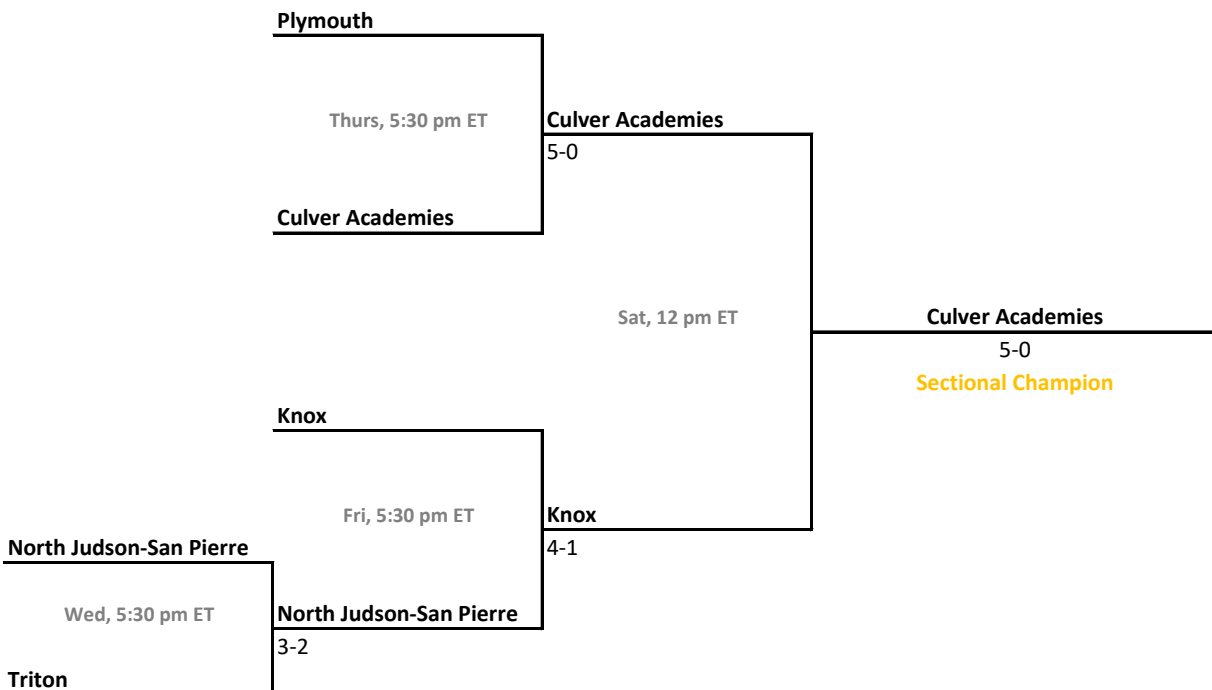 Plymouth
Thurs, 5:30 pm ET
Culver Academies
5-0
Culver Academies
Sat, 12 pm ET
Culver Academies
5-0
Sectional Champion
Knox
Fri, 5:30 pm ET
Knox
4-1
North Judson-San Pierre
Wed, 5:30 pm ET
North Judson-San Pierre
3-2
Triton